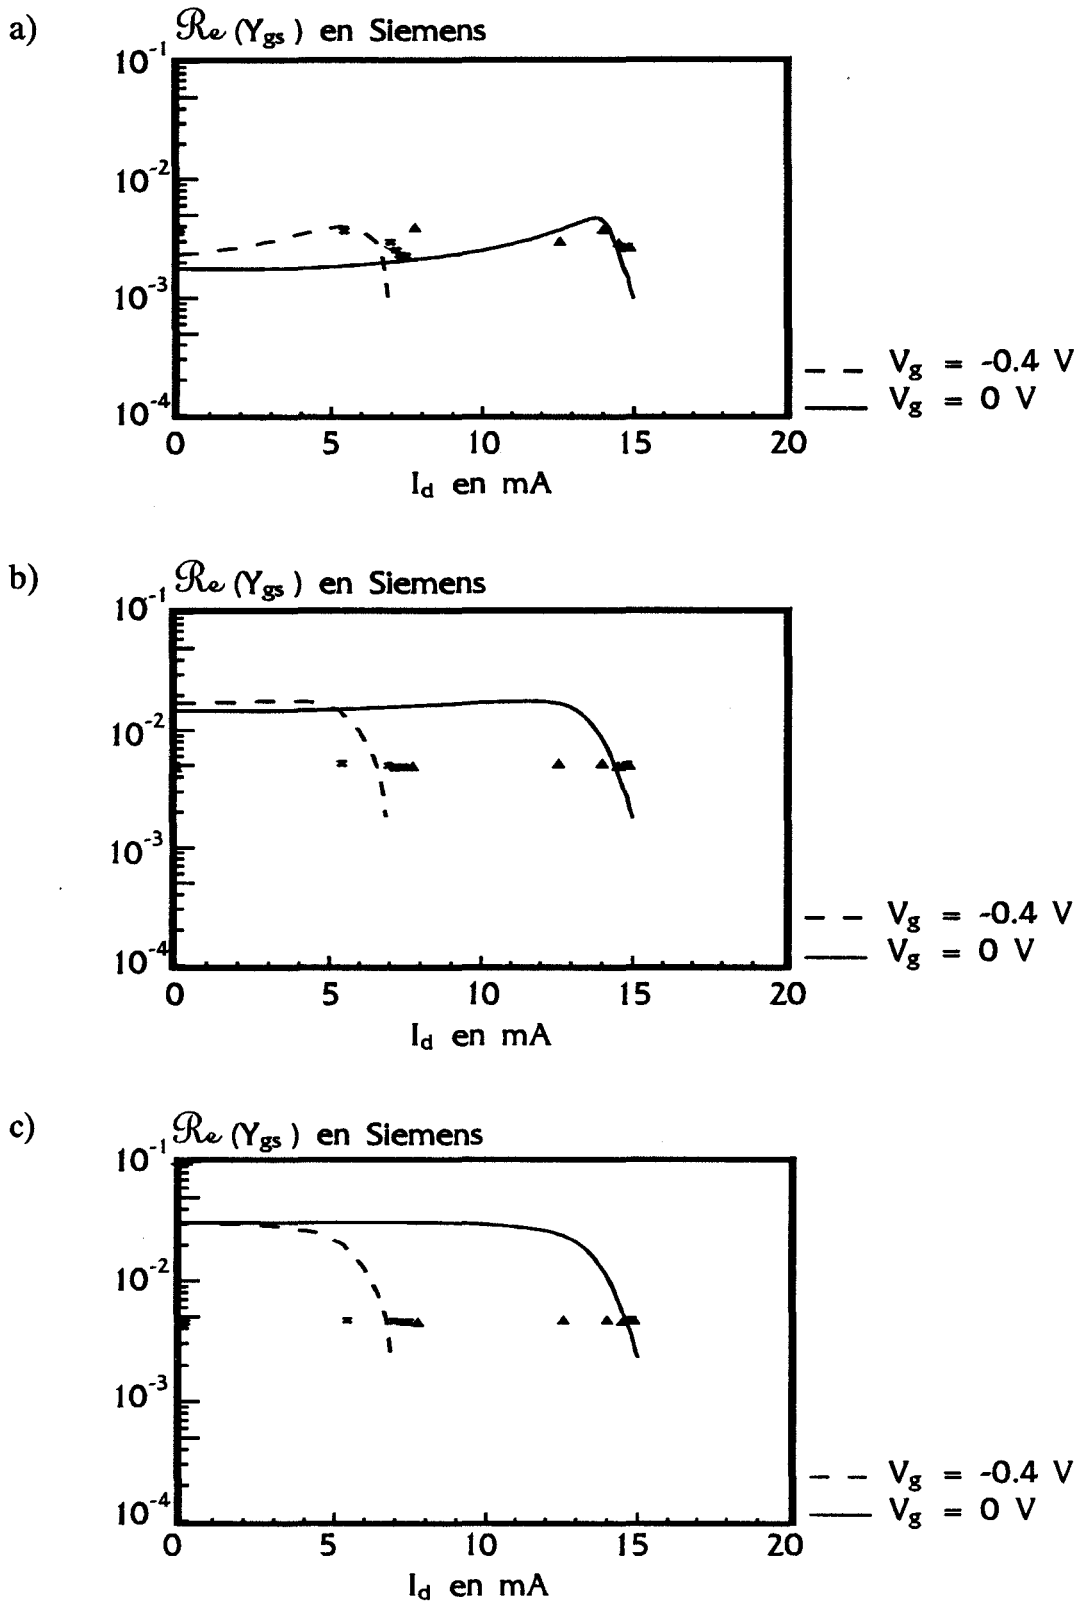 a)
ℛe (Ygs) en Siemens
10-1
10-2
10-3
10-4
0 5 10 15 20
Id en mA
Vg = -0.4 V
Vg = 0 V
b)
ℛe (Ygs) en Siemens
10-1
10-2
10-3
10-4
0 5 10 15 20
Id en mA
Vg = -0.4 V
Vg = 0 V
c)
ℛe (Ygs) en Siemens
10-1
10-2
10-3
10-4
0 5 10 15 20
Id en mA
Vg = -0.4 V
Vg = 0 V